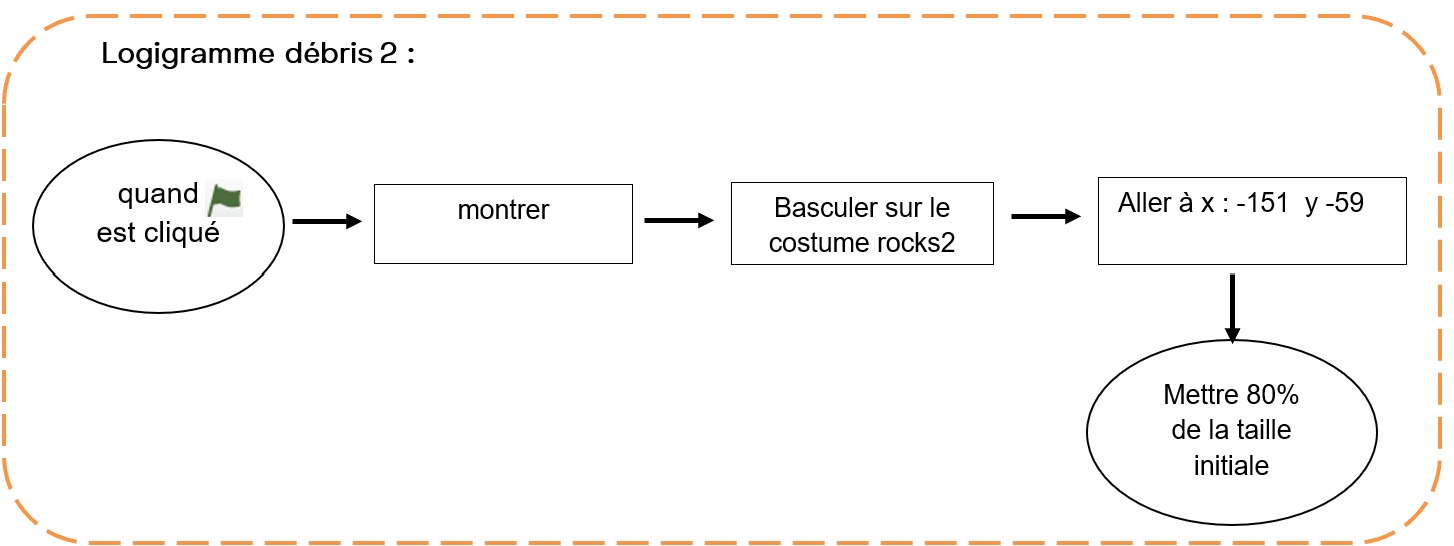 Logigramme débris 2 :
quand
est cliqué
montrer
Basculer sur le
costume rocks2
Aller à x : -151  y -59
Mettre 80%
de la taille
initiale